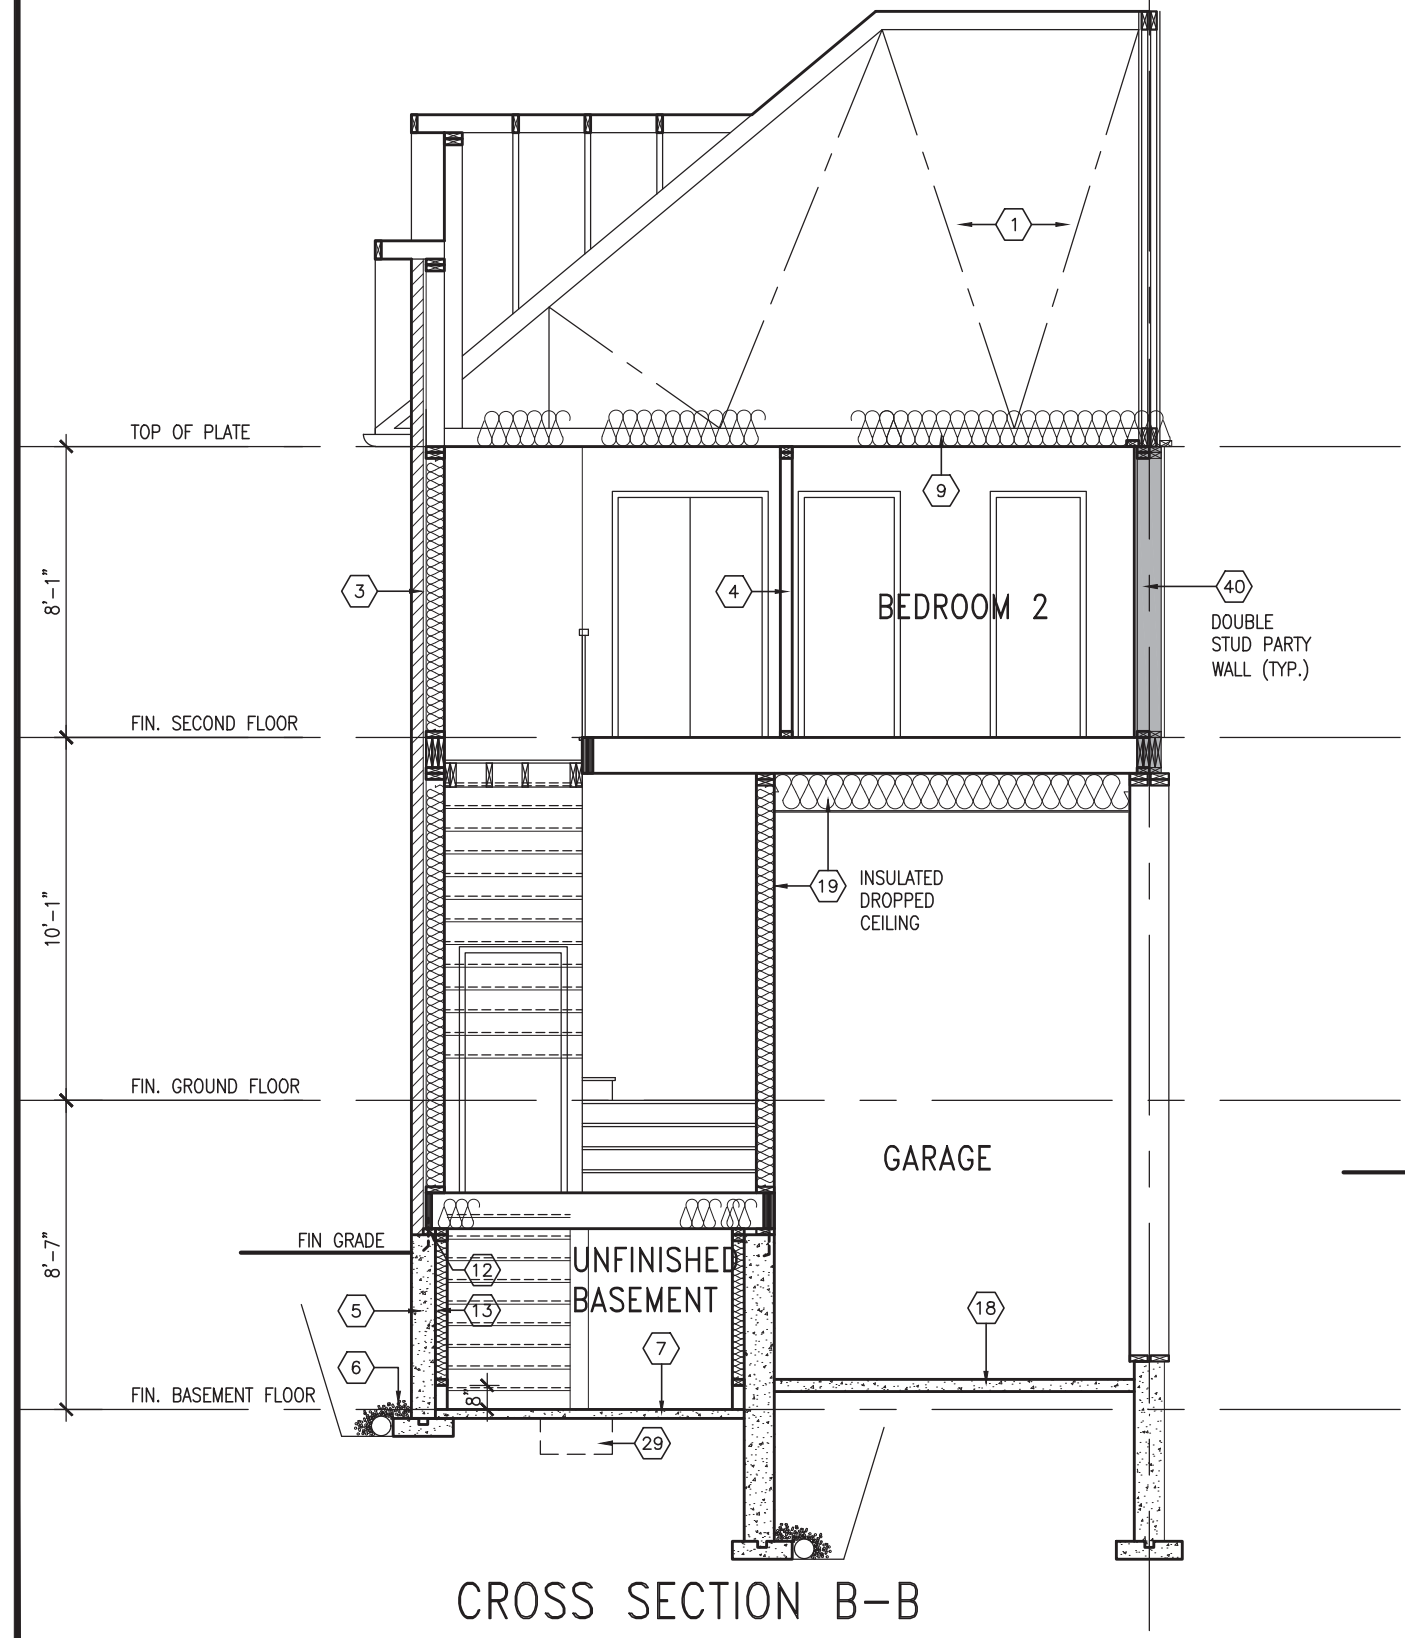 1
TOP OF PLATE
9
8'-1"
3
4
BEDROOM 2
40
DOUBLE
STUD PARTY
WALL (TYP.)
FIN. SECOND FLOOR
10'-1"
19
INSULATED
DROPPED
CEILING
FIN. GROUND FLOOR
GARAGE
8'-7"
FIN GRADE
12
UNFINISHED
BASEMENT
5
13
18
7
6
FIN. BASEMENT FLOOR
8"
29
CROSS SECTION B-B